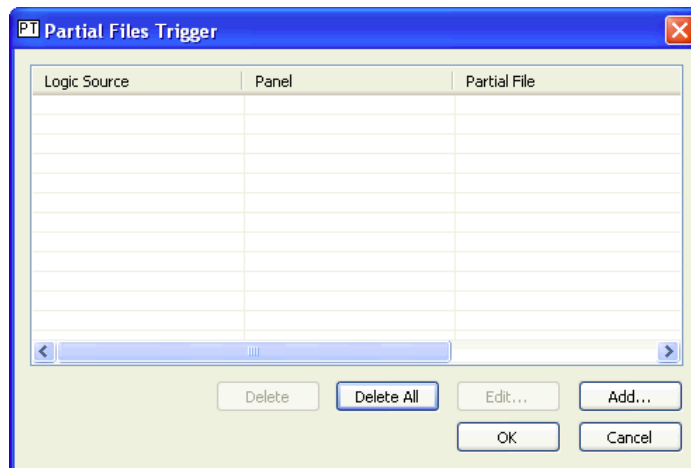 PT Partial Files Trigger
Logic Source Panel Partial File
Delete Delete All Edit... Add...
OK Cancel